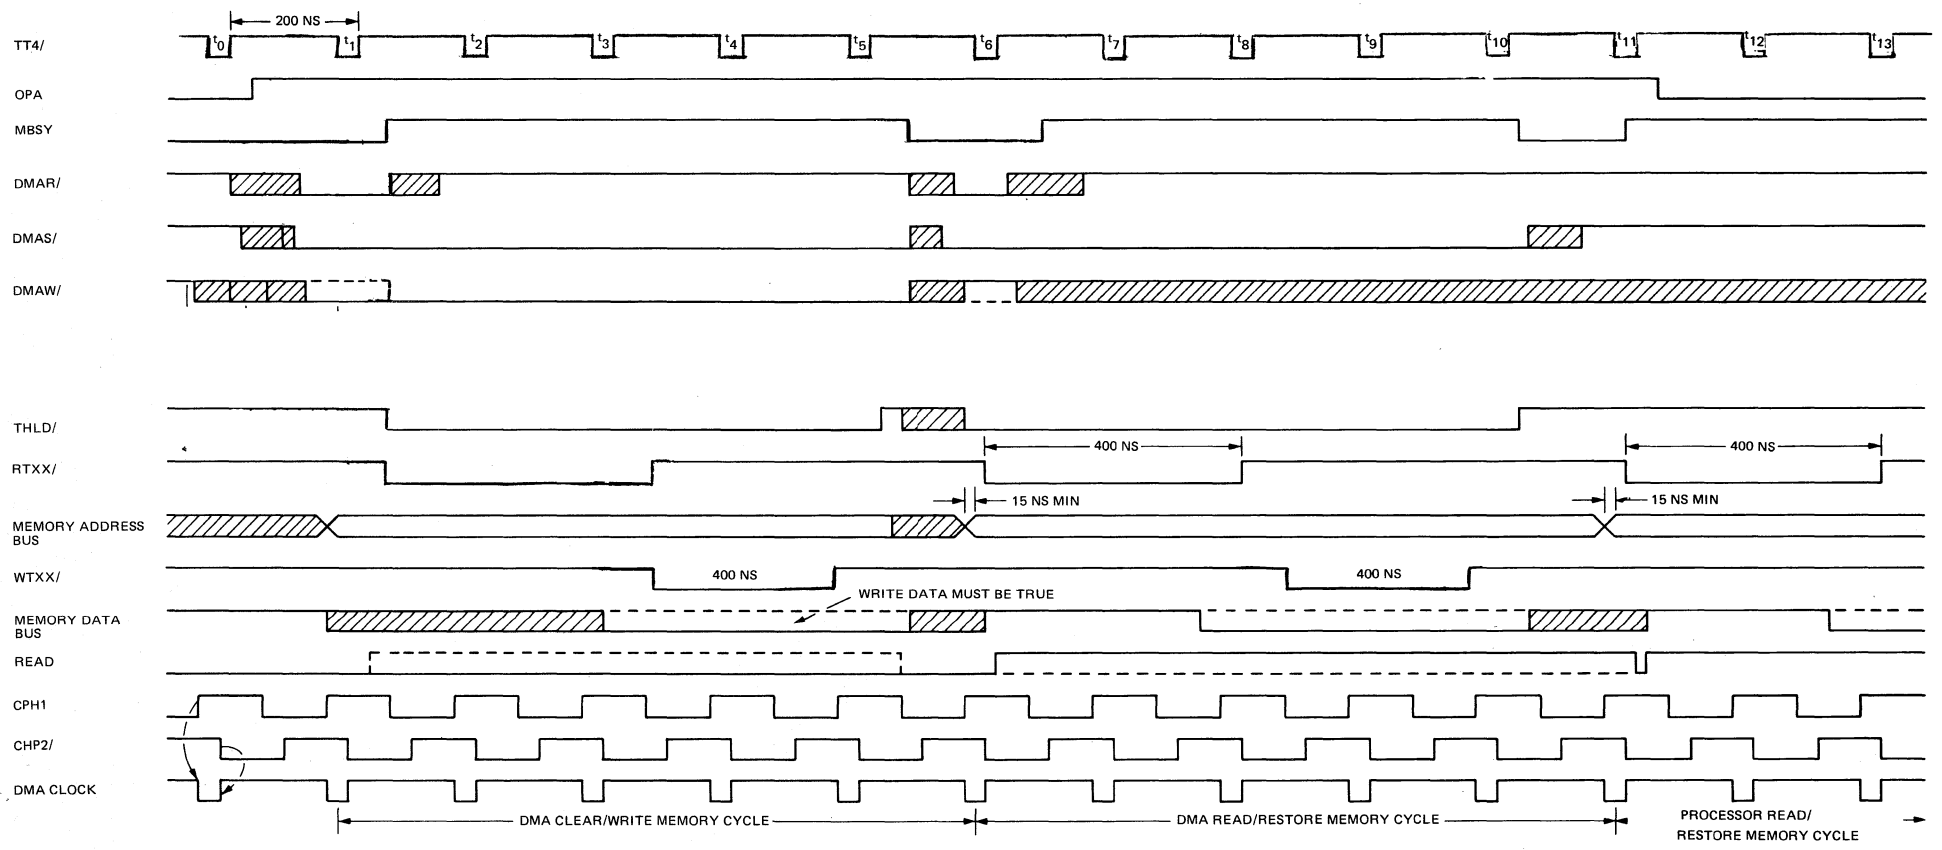 200 NS
TT4/
t0 t1 t2 t3 t4 t5 t6 t7 t8 t9 t10 t11 t12 t13
OPA
MBSY
DMAR/
DMAS/
DMAW/
THLD/
400 NS 400 NS
RTXX/
15 NS MIN 15 NS MIN
MEMORY ADDRESS
BUS
WTXX/
400 NS 400 NS
WRITE DATA MUST BE TRUE
MEMORY DATA
BUS
READ
CPH1
CHP2/
DMA CLOCK
DMA CLEAR/WRITE MEMORY CYCLE
DMA READ/RESTORE MEMORY CYCLE
PROCESSOR READ/
RESTORE MEMORY CYCLE